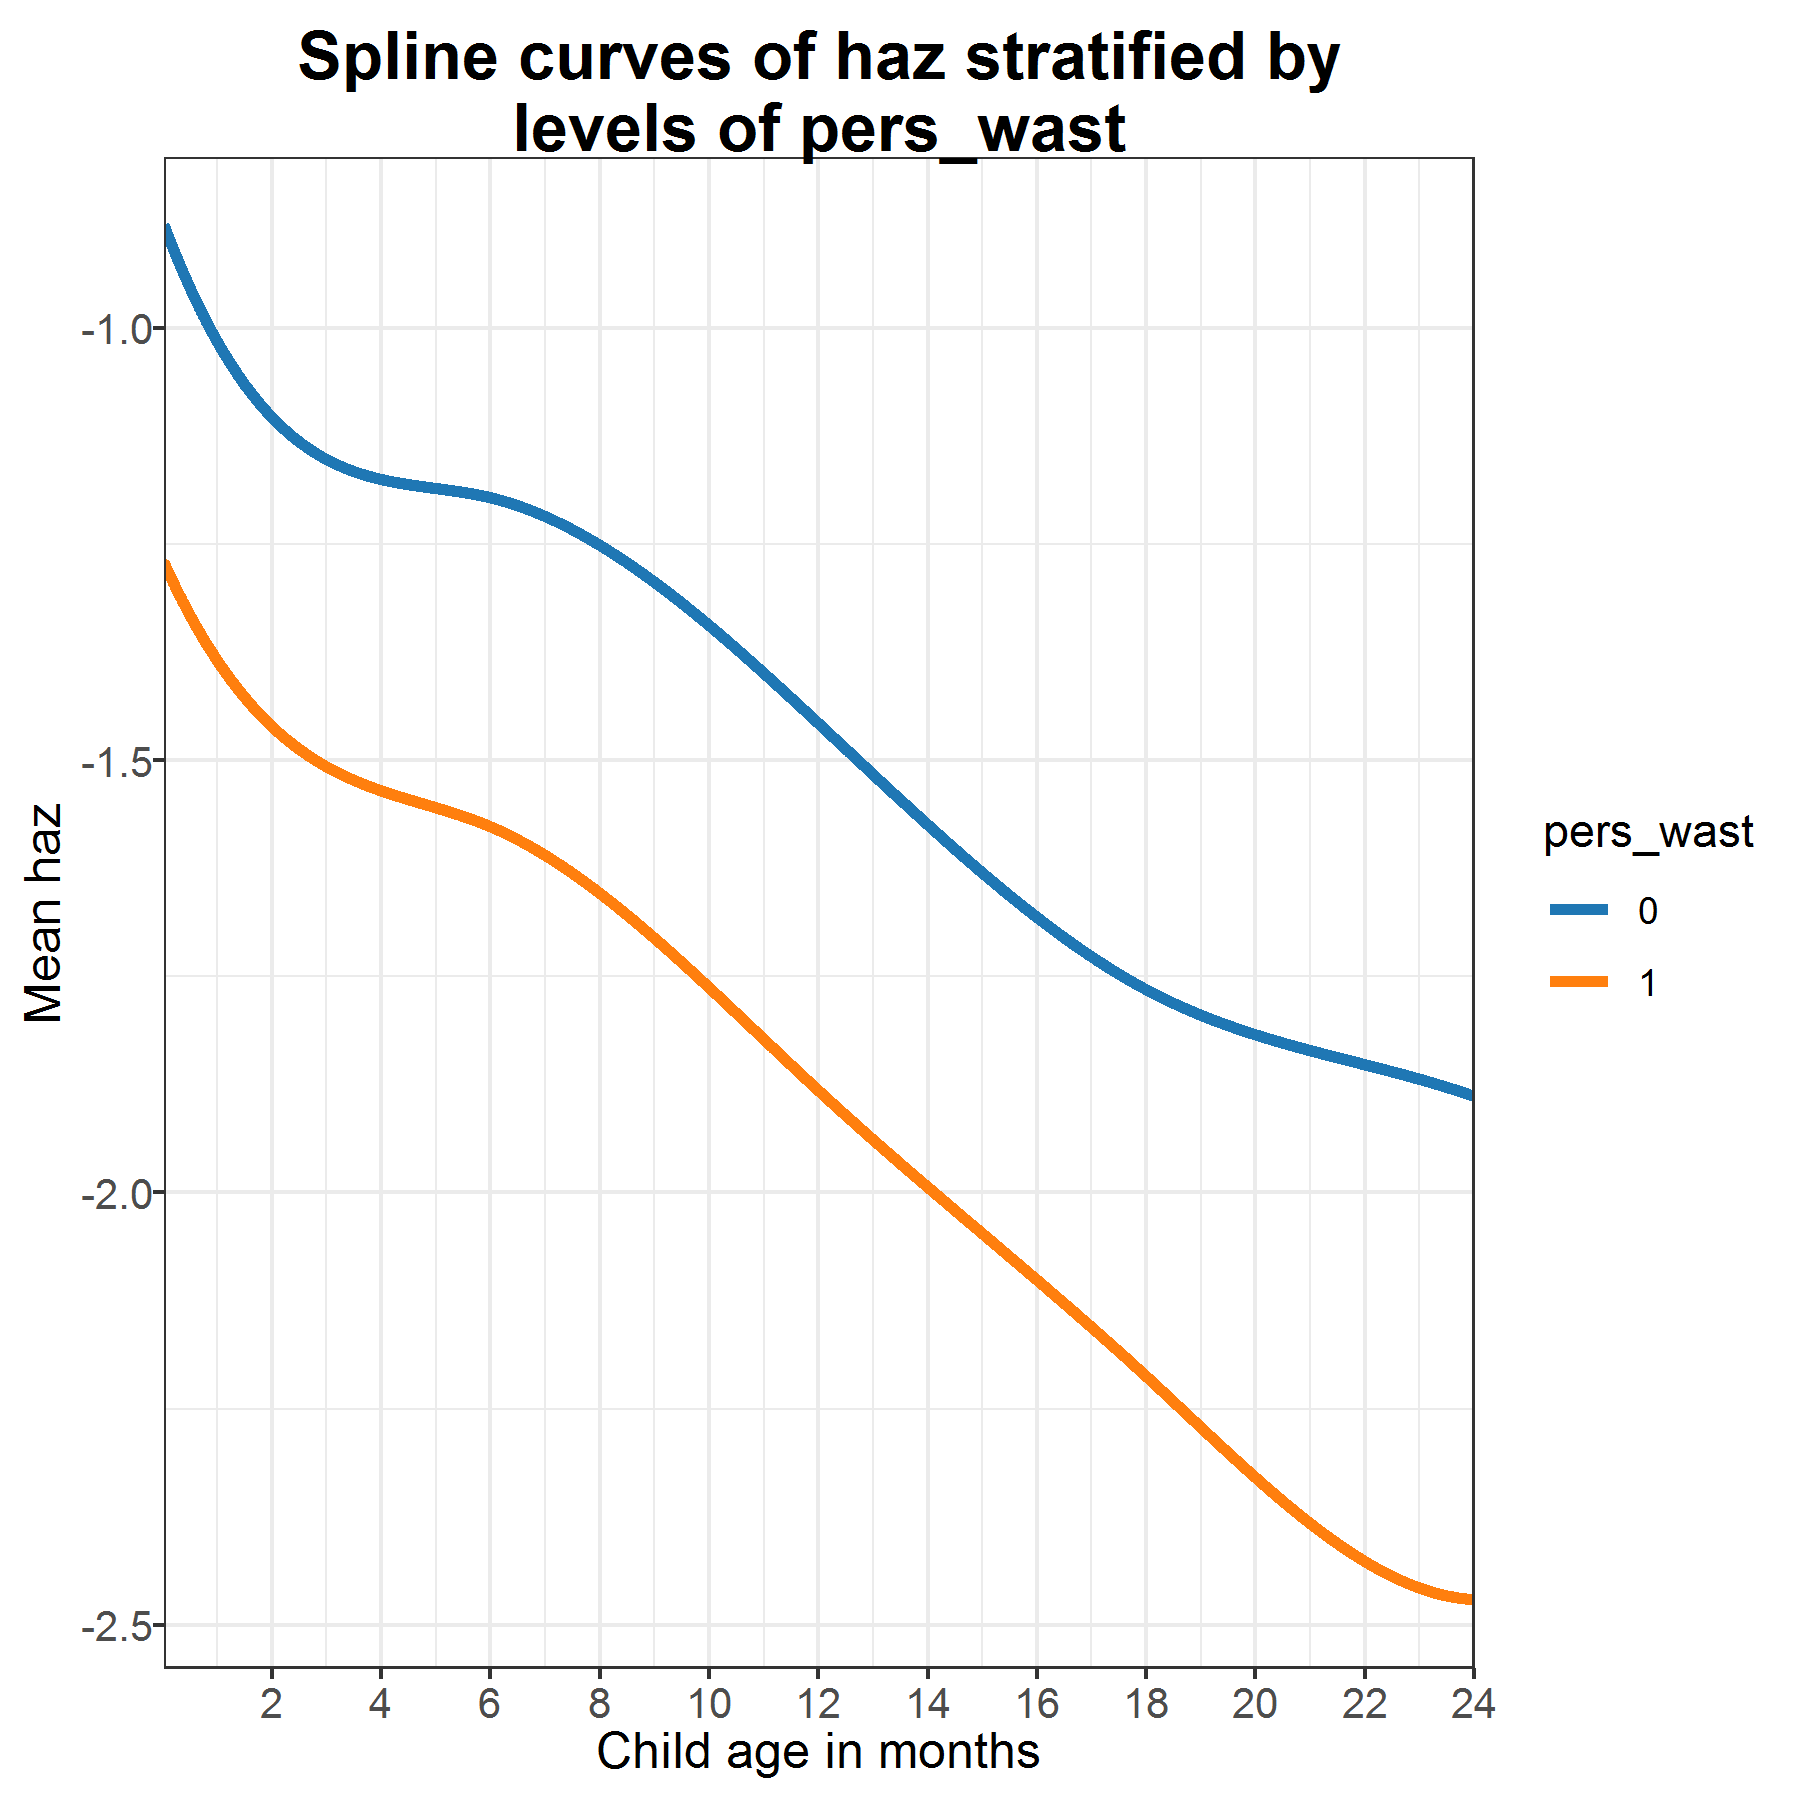 Spline curves of haz stratified by
levels of pers_wast
Mean haz
-1.0
-1.5
-2.0
-2.5
2 4 6 8 10 12 14 16 18 20 22 24
Child age in months
pers_wast
0
1